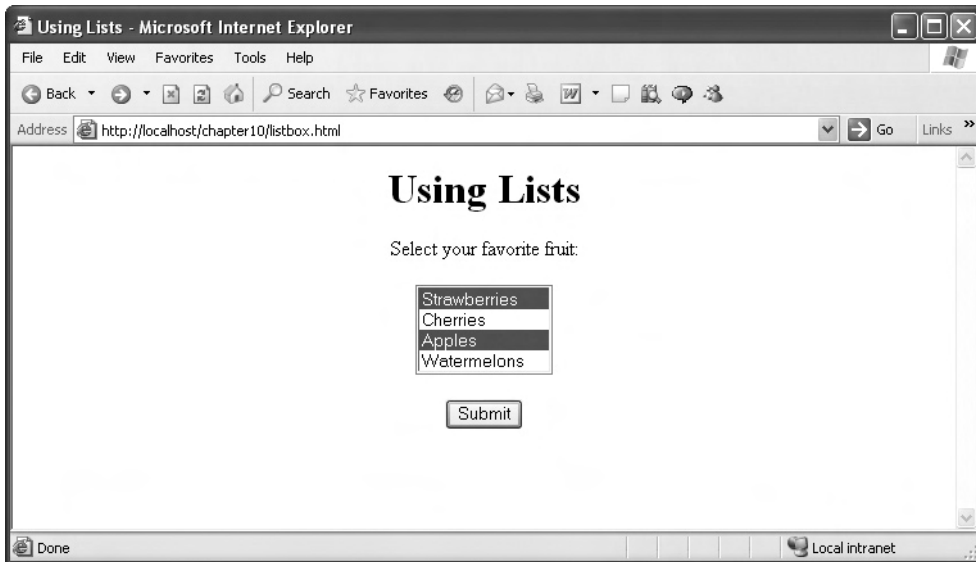 Using Lists - Microsoft Internet Explorer
File Edit View Favorites Tools Help
Back Search Favorites
Address http://localhost/chapter10/listbox.html Go Links »
Using Lists
Select your favorite fruit:
Strawberries
Cherries
Apples
Watermelons
Submit
Done Local intranet